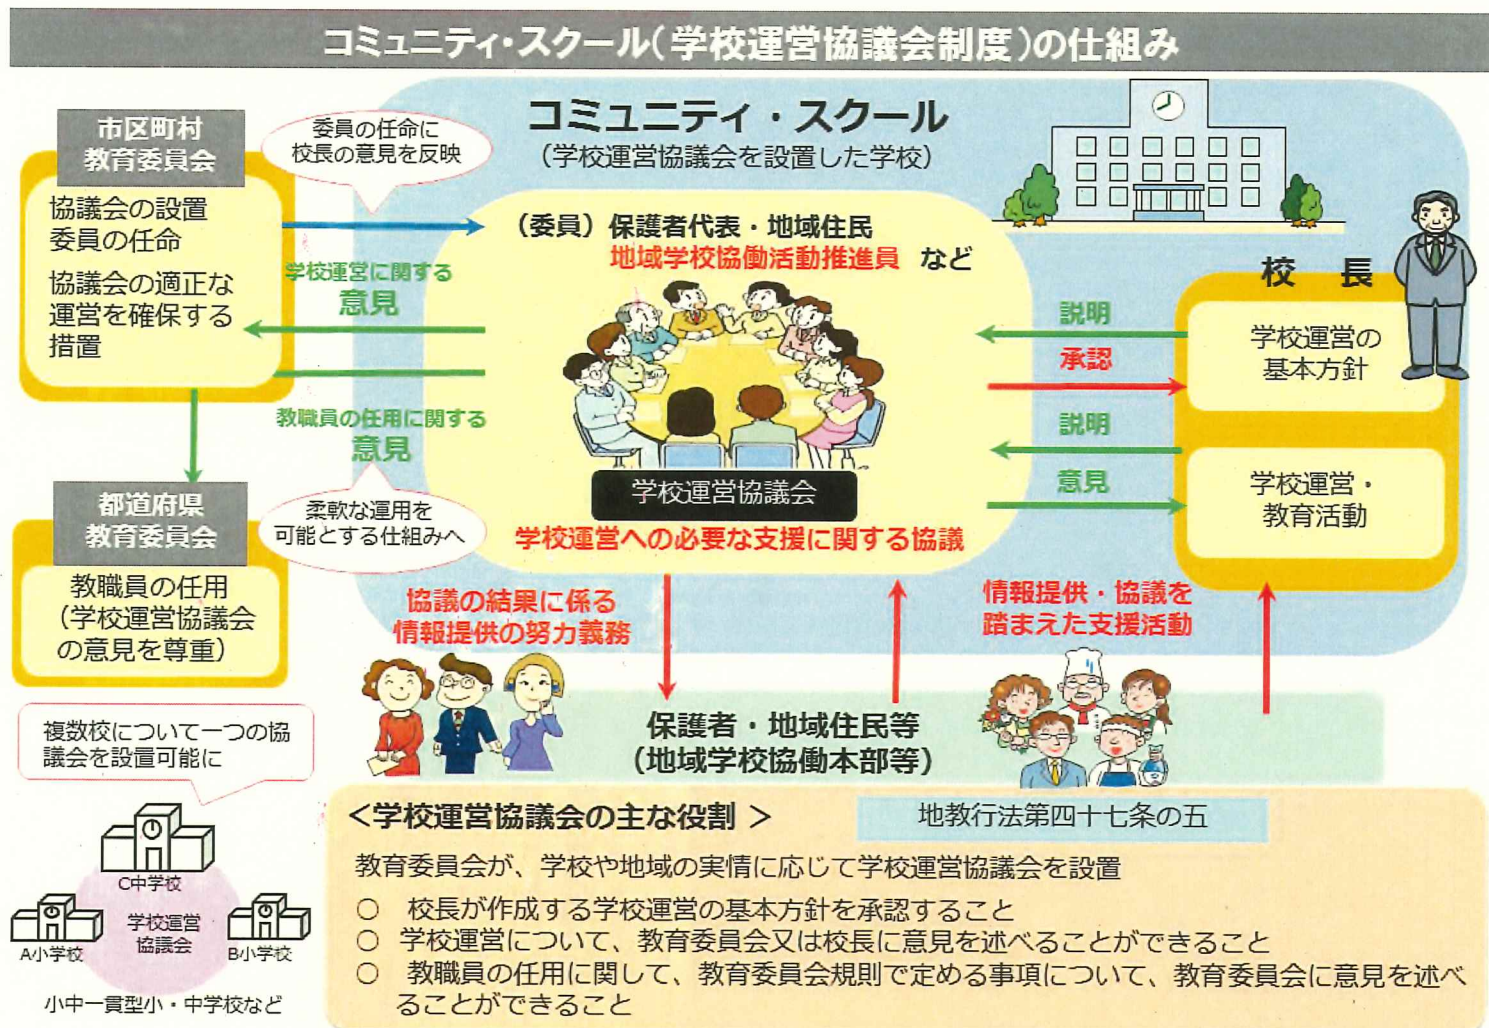 コミュニティ・スクール(学校運営協議会制度)の仕組み
市区町村
教育委員会
協議会の設置
委員の任命
協議会の適正な
運営を確保する
措置
委員の任命に
校長の意見を反映
コミュニティ・スクール
(学校運営協議会を設置した学校)
(委員)保護者代表・地域住民
地域学校協働活動推進員 など
学校運営に関する
意見
教職員の任用に関する
意見
柔軟な運用を
可能とする仕組みへ
学校運営協議会
学校運営への必要な支援に関する協議
校 長
学校運営の
基本方針
学校運営・
教育活動
説明
承認
説明
意見
都道府県
教育委員会
教職員の任用
(学校運営協議会
の意見を尊重)
協議の結果に係る
情報提供の努力義務
情報提供・協議を
踏まえた支援活動
保護者・地域住民等
(地域学校協働本部等)
複数校について一つの協
議会を設置可能に
C中学校
学校運営
協議会
A小学校
B小学校
小中一貫型小・中学校など
<学校運営協議会の主な役割 >
地教行法第四十七条の五
教育委員会が、学校や地域の実情に応じて学校運営協議会を設置
○ 校長が作成する学校運営の基本方針を承認すること
○ 学校運営について、教育委員会又は校長に意見を述べることができること
○ 教職員の任用に関して、教育委員会規則で定める事項について、教育委員会に意見を述べ
ることができること